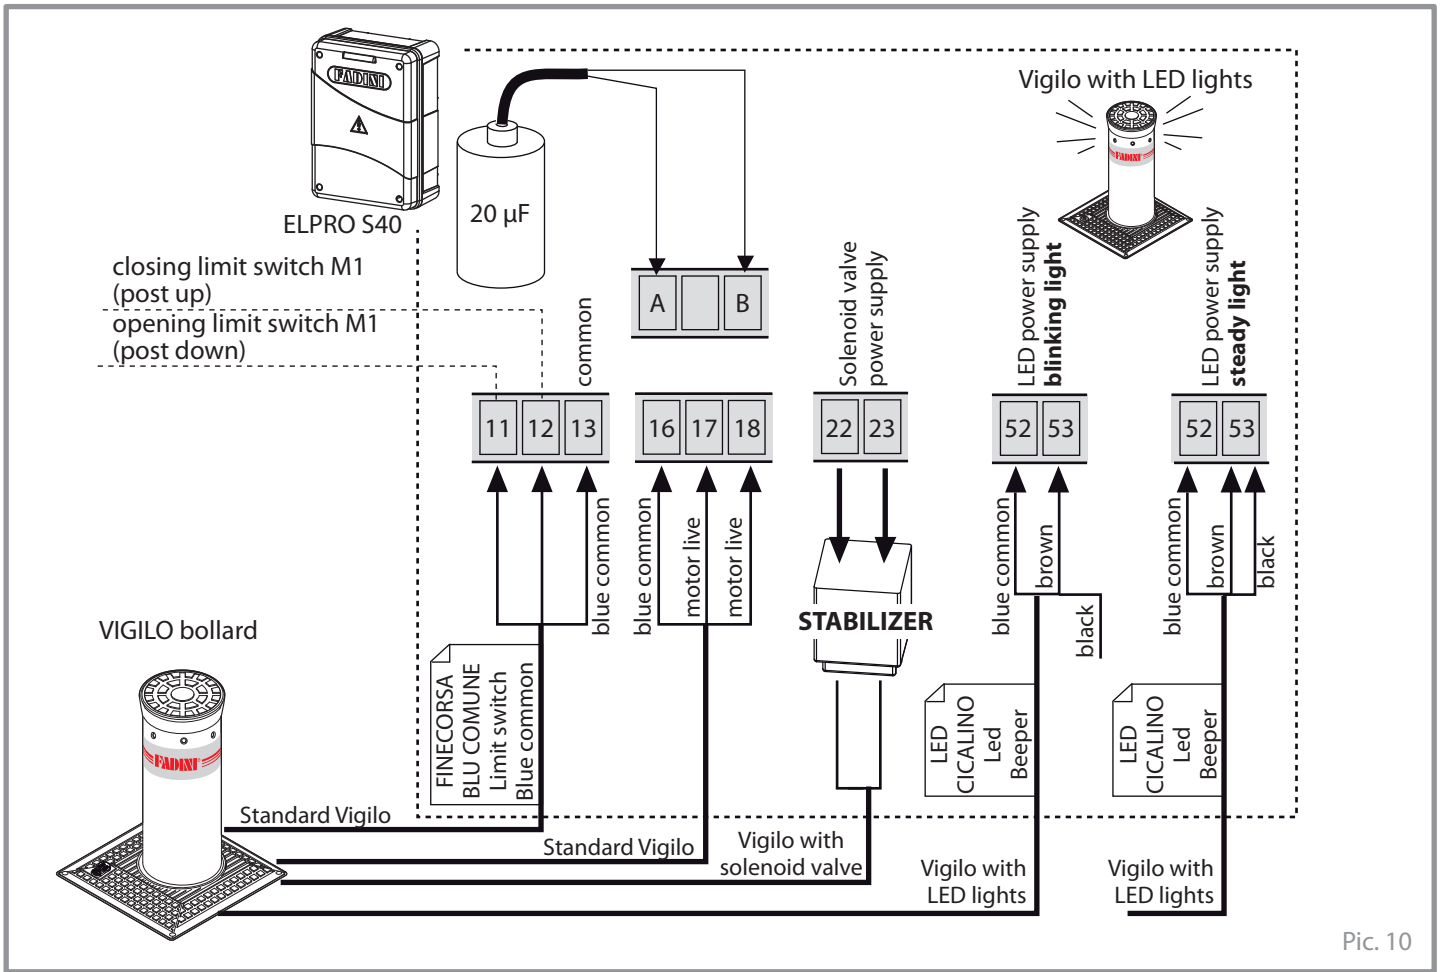 FADINI
ELPRO S40
20 µF
Vigilo with LED lights
FADINI
closing limit switch M1
(post up)
opening limit switch M1
(post down)
common
A
B
Solenoid valve
power supply
LED power supply
blinking light
LED power supply
steady light
11
12
13
16
17
18
22
23
52
53
52
53
blue common
blue common
motor live
motor live
STABILIZER
blue common
brown
black
blue common
brown
black
FINECORSA
BLU COMUNE
Limit switch
Blue common
LED
CICALINO
Led
Beeper
LED
CICALINO
Led
Beeper
VIGILO bollard
FADINI
Standard Vigilo
Standard Vigilo
Vigilo with
solenoid valve
Vigilo with
LED lights
Vigilo with
LED lights
Pic. 10